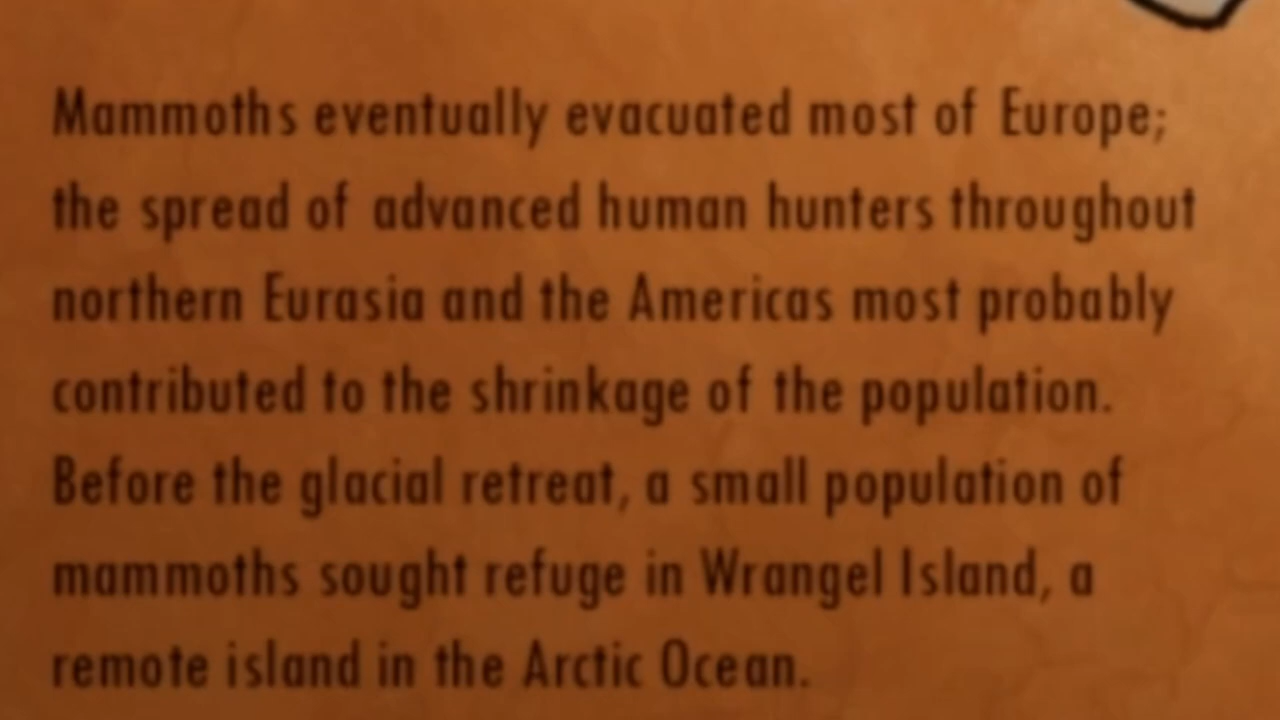 Mammoths eventually evacuated most of Europe;
the spread of advanced human hunters throughout
northern Eurasia and the Americas most probably
contributed to the shrinkage of the population.
Before the glacial retreat, a small population of
mammoths sought refuge in Wrangel Island, a
remote island in the Arctic Ocean.